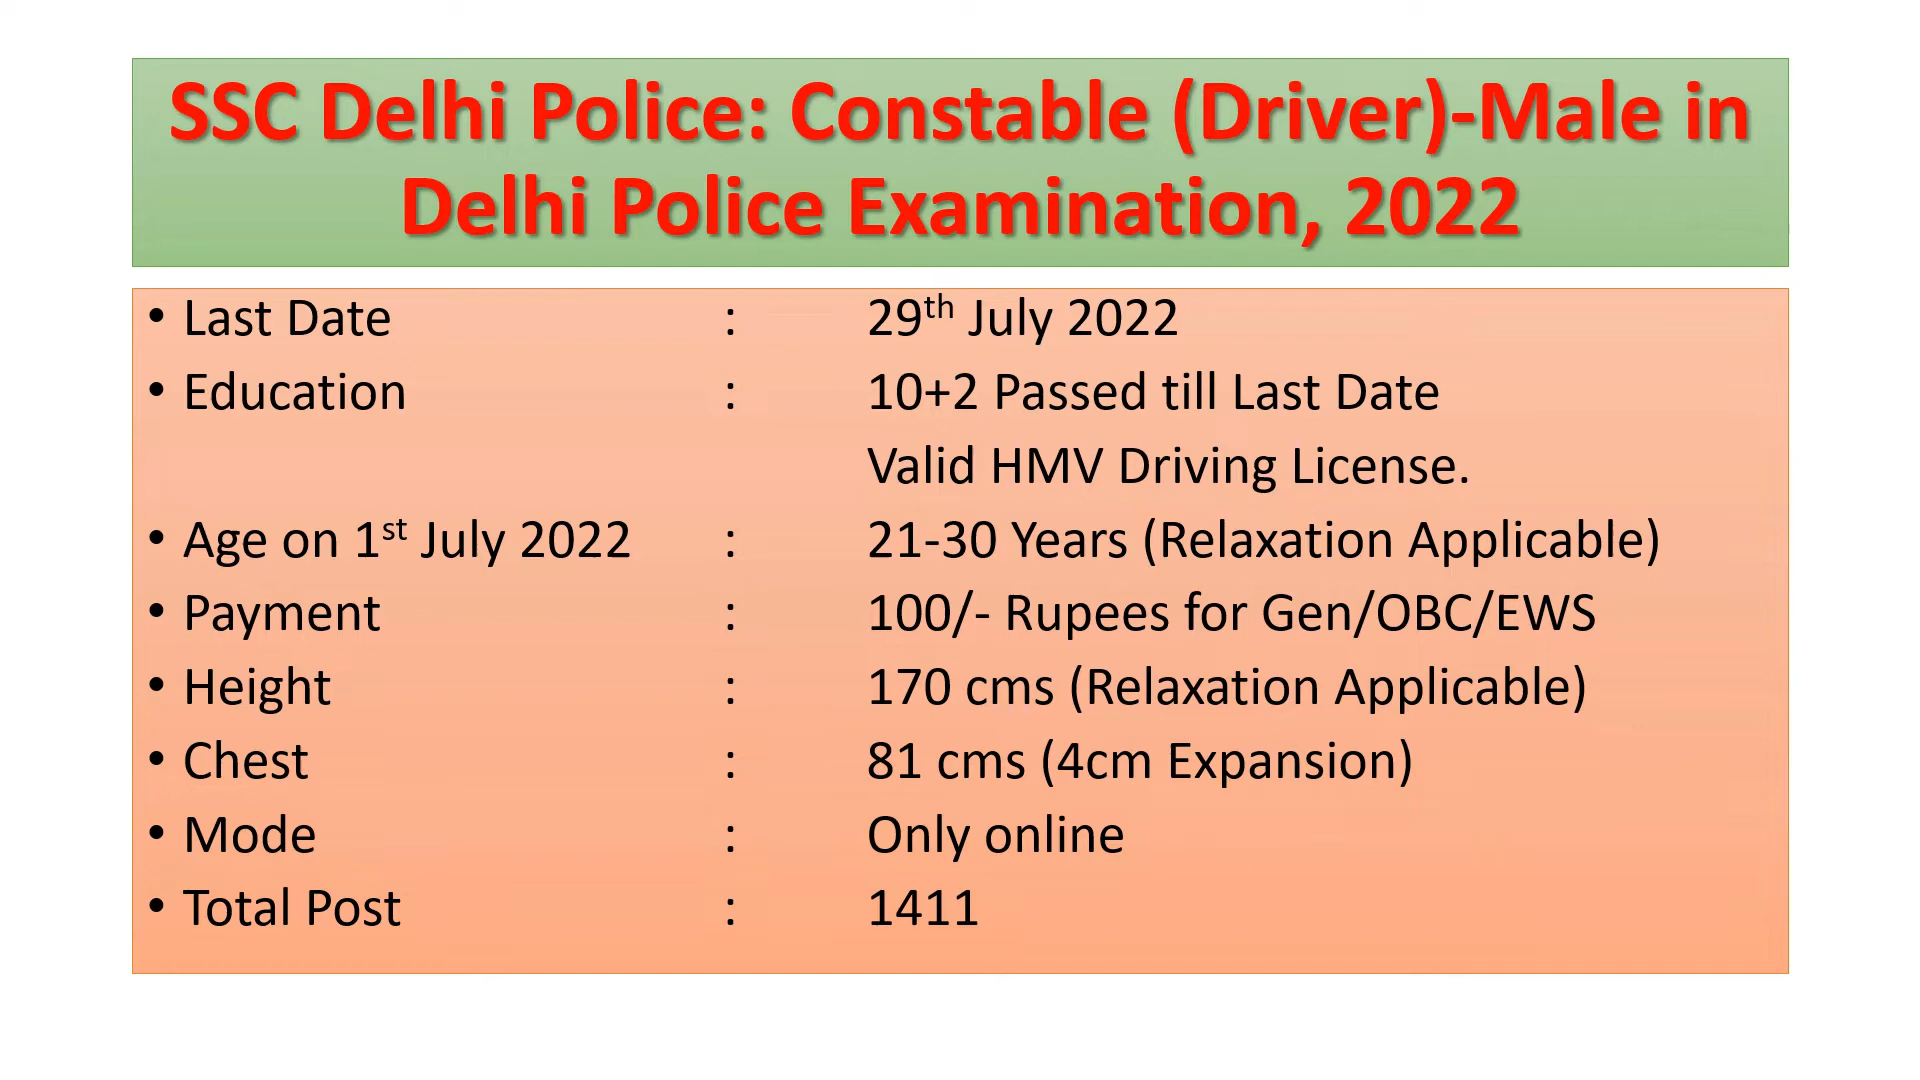 SSC Delhi Police: Constable (Driver)-Male in
Delhi Police Examination, 2022
• Last Date : 29th July 2022
• Education : 10+2 Passed till Last Date
Valid HMV Driving License.
• Age on 1st July 2022 : 21-30 Years (Relaxation Applicable)
• Payment : 100/- Rupees for Gen/OBC/EWS
• Height : 170 cms (Relaxation Applicable)
• Chest : 81 cms (4cm Expansion)
• Mode : Only online
• Total Post : 1411